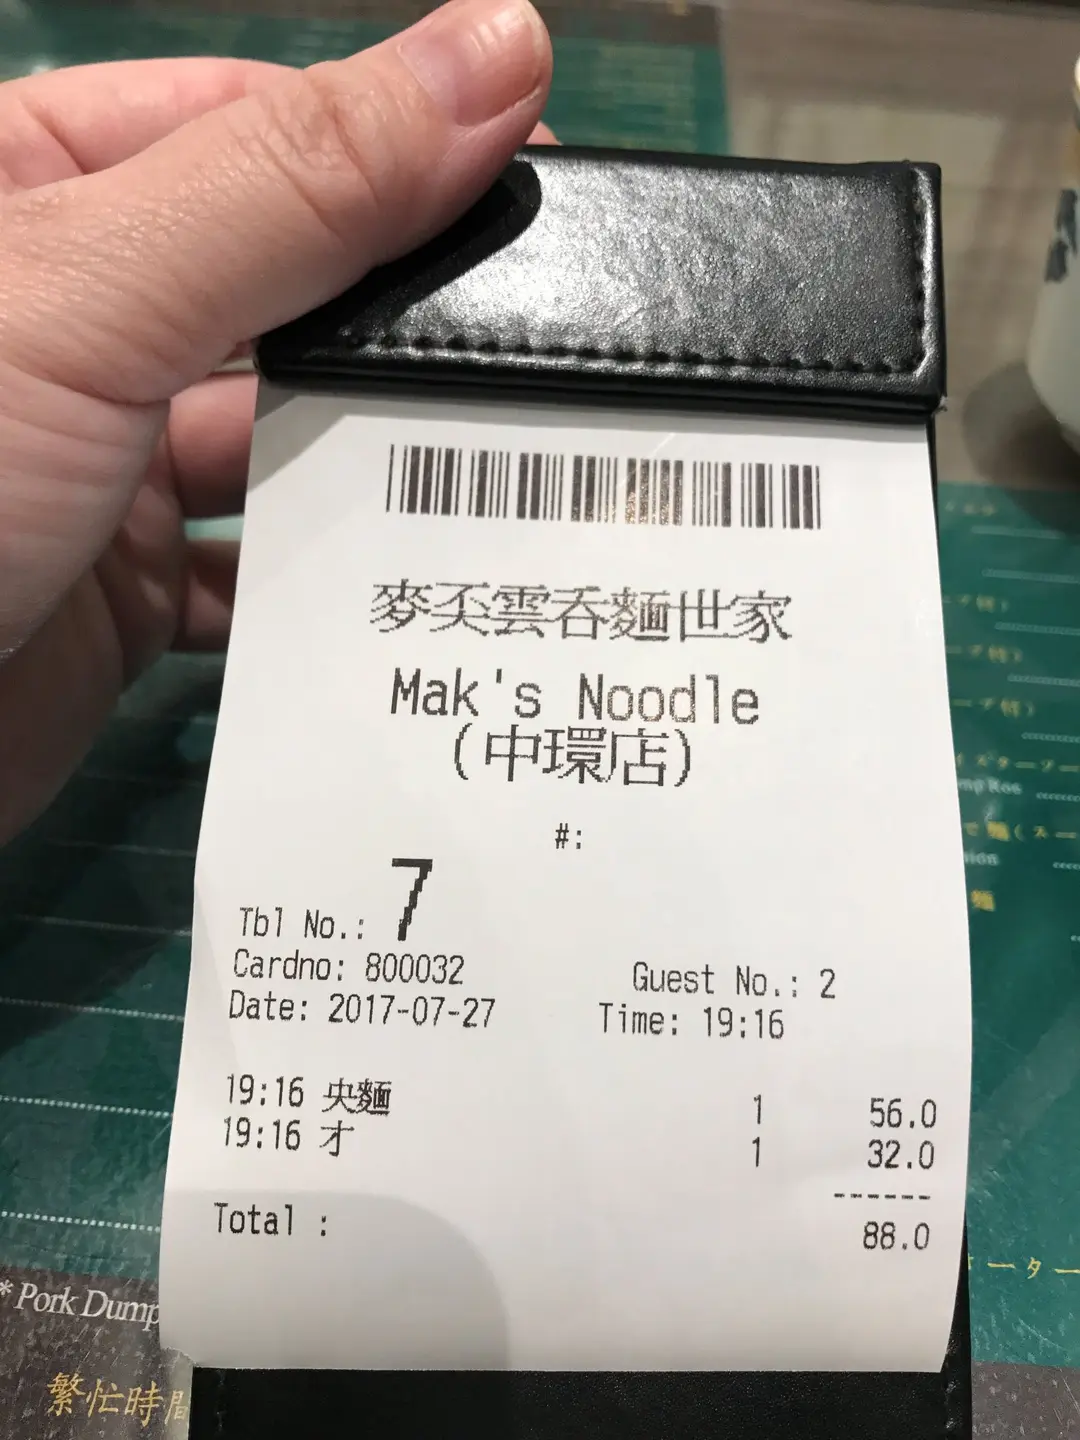 麥奀雲吞麵世家
Mak's Noodle
(中環店)
#:
Tbl No.: 7
Cardno: 800032 Guest No.: 2
Date: 2017-07-27 Time: 19:16
19:16 央麵 1 56.0
19:16 才 1 32.0
------
Total : 88.0
* Pork Dump
繁忙時間